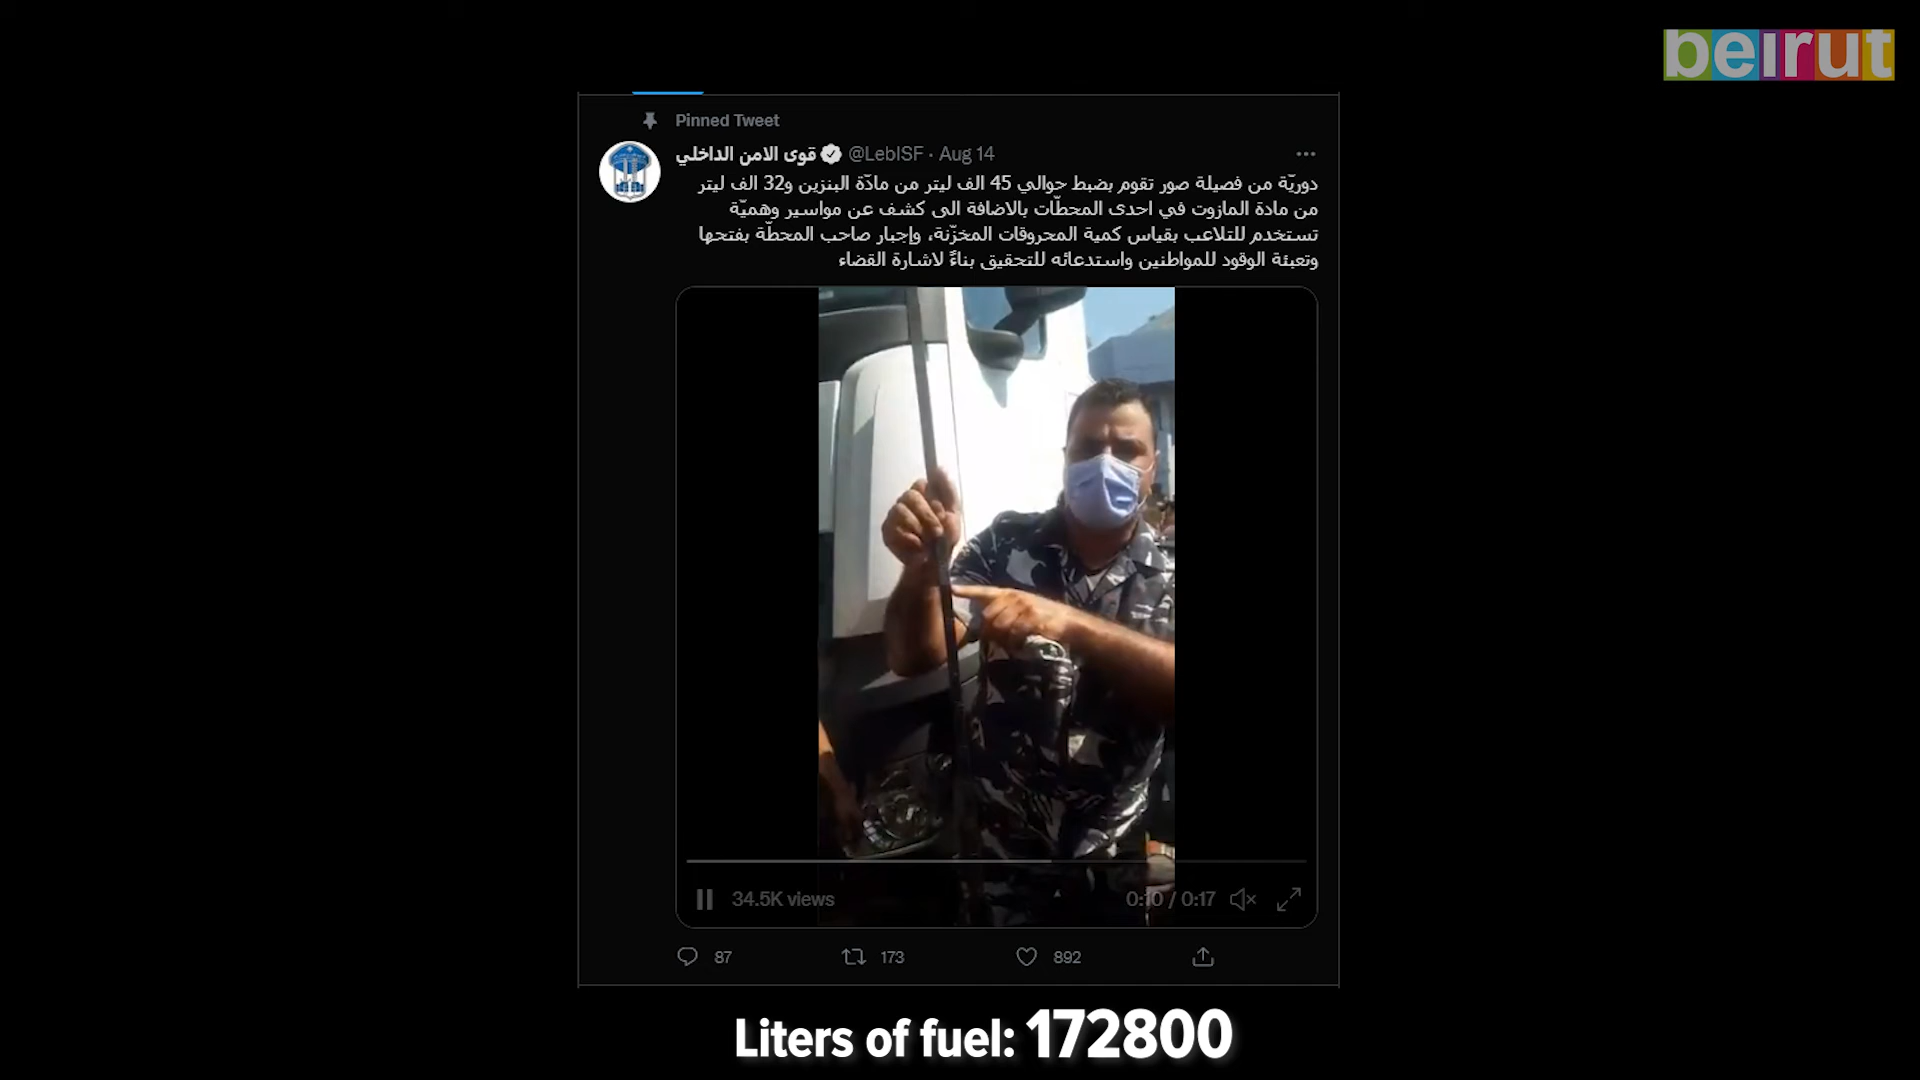 beirut
Pinned Tweet
قوى الامن الداخلي @LebISF · Aug 14
دوريّة من فصيلة صور تقوم بضبط حوالي 45 الف ليتر من مادّة البنزين و32 الف ليتر
من مادة المازوت في احدى المحطّات بالاضافة الى كشف عن مواسير وهميّة
تستخدم للتلاعب بقياس كمية المحروقات المخزّنة، وإجبار صاحب المحطّة بفتحها
وتعبئة الوقود للمواطنين واستدعائه للتحقيق بناءً لاشارة القضاء
34.5K views
0:10 / 0:17
87
173
892
Liters of fuel: 172800